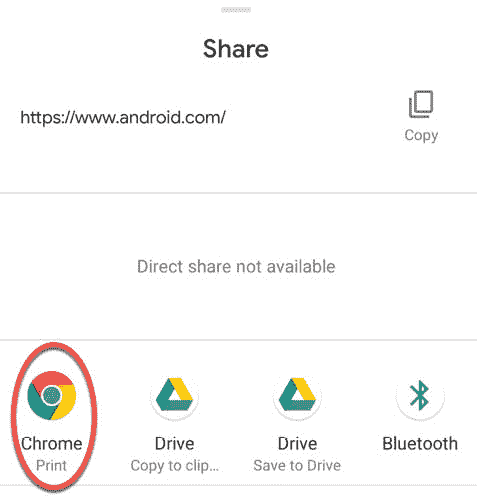 Share
https://www.android.com/
Copy
Direct share not available
Chrome Drive Drive Bluetooth
Print Copy to clip... Save to Drive